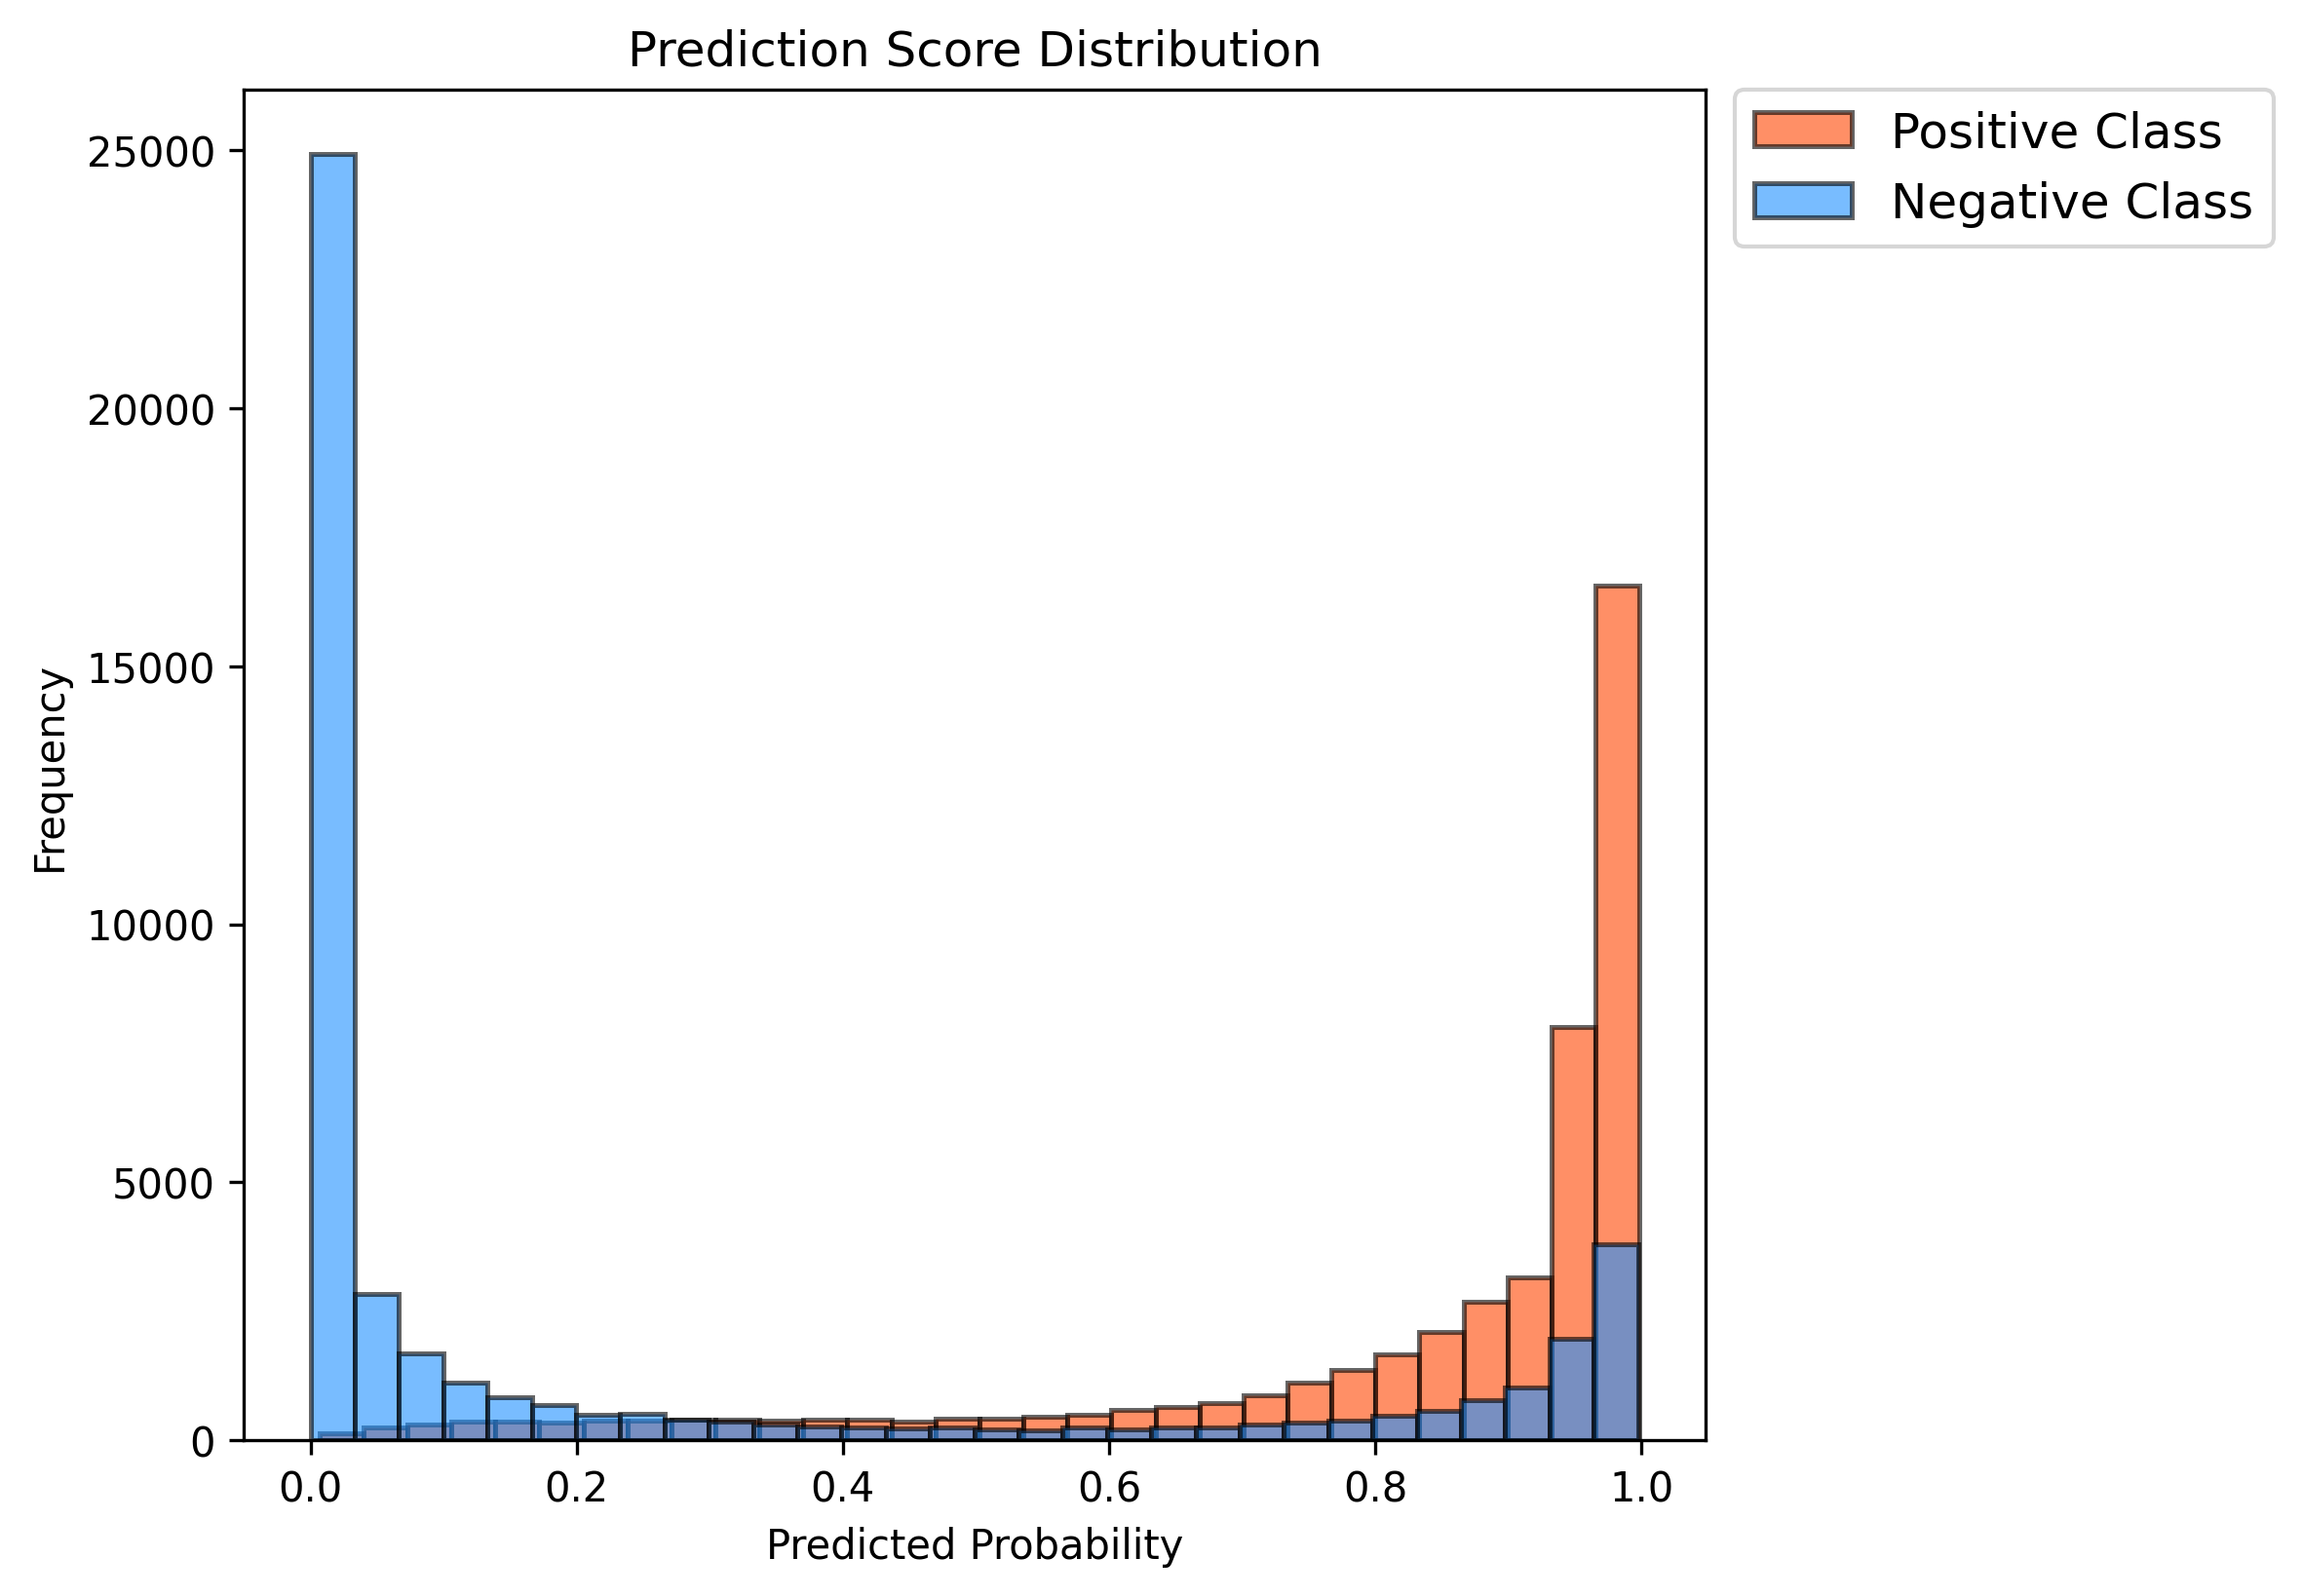 Prediction Score Distribution
Positive Class
Negative Class
25000
20000
15000
10000
5000
0
Frequency
0.0 0.2 0.4 0.6 0.8 1.0
Predicted Probability